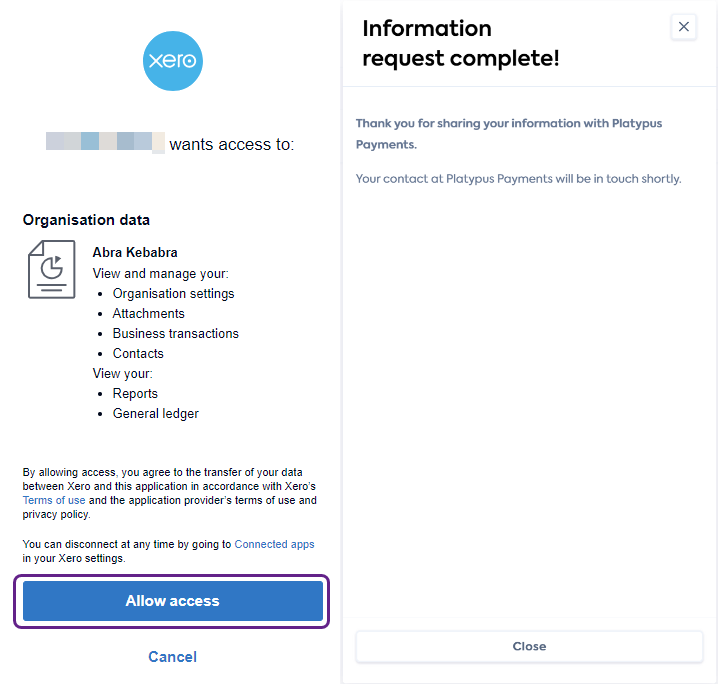 xero
wants access to:
Organisation data
Abra Kebabra
View and manage your:
• Organisation settings
• Attachments
• Business transactions
• Contacts
View your:
• Reports
• General ledger
By allowing access, you agree to the transfer of your data
between Xero and this application in accordance with Xero's
Terms of use and the application provider's terms of use and
privacy policy.
You can disconnect at any time by going to Connected apps
in your Xero settings.
Allow access
Cancel
Information
request complete!
Thank you for sharing your information with Platypus
Payments.
Your contact at Platypus Payments will be in touch shortly.
Close